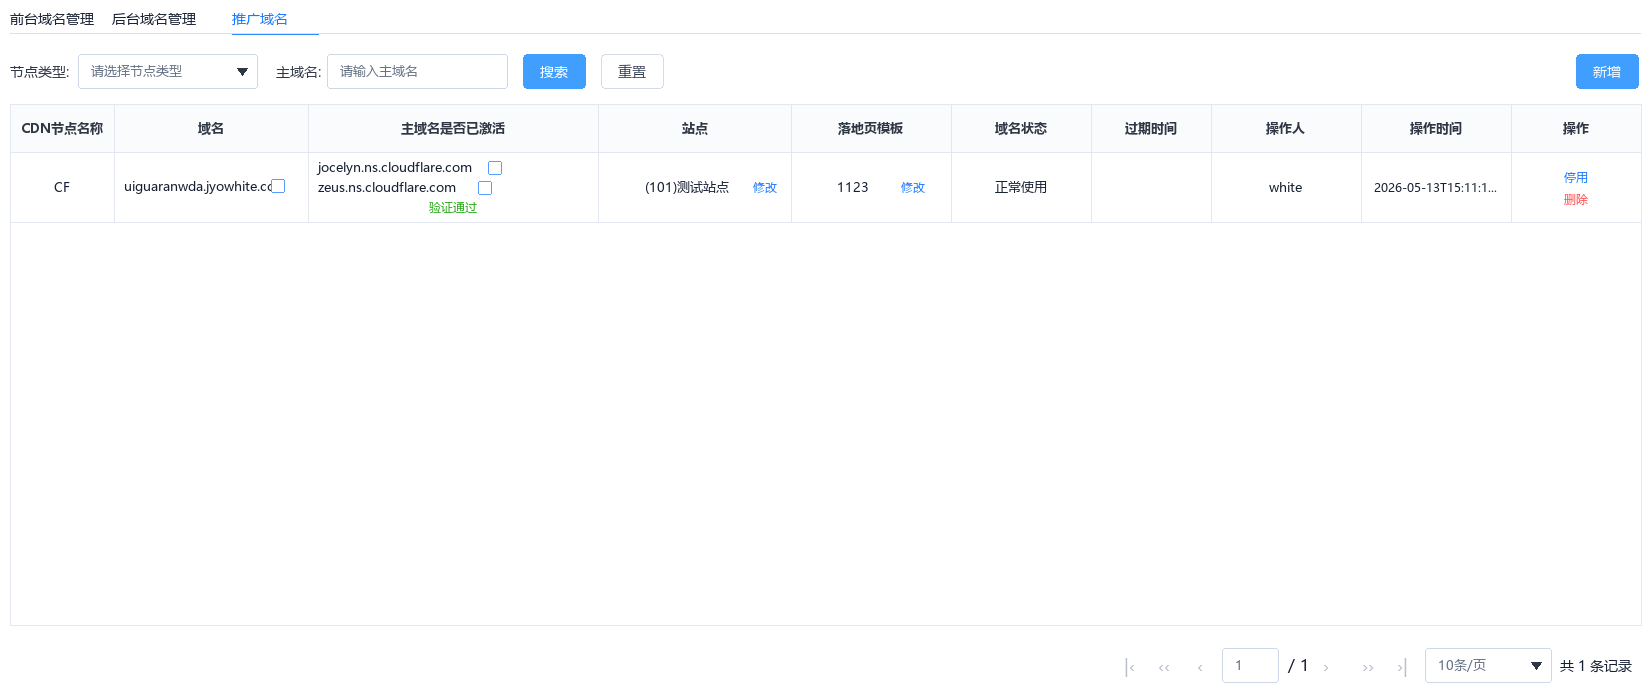 前台域名管理 后台域名管理 推广域名
节点类型: 请选择节点类型 主域名: 请输入主域名 搜索 重置 新增
CDN节点名称 域名 主域名是否已激活 站点 落地页模板 域名状态 过期时间 操作人 操作时间 操作
jocelyn.ns.cloudflare.com
CF uiguaranwda.jyowhite.cc zeus.ns.cloudflare.com (101)测试站点 修改 1123 修改 正常使用 white 2026-05-13T15:11:1... 停用
验证通过 删除
1 / 1 10条/页 共 1 条记录